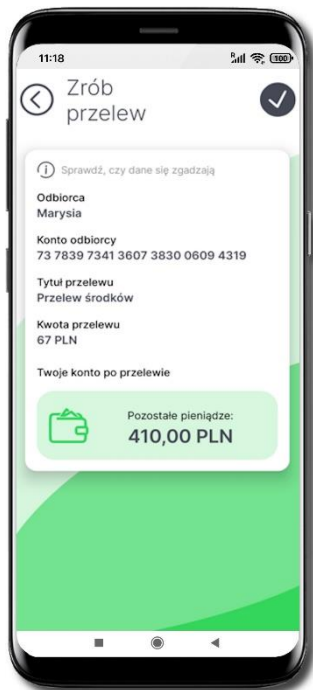 11:18
100
Zrób
przelew
Sprawdź, czy dane się zgadzają
Odbiorca
Marysia
Konto odbiorcy
73 7839 7341 3607 3830 0609 4319
Tytuł przelewu
Przelew środków
Kwota przelewu
67 PLN
Twoje konto po przelewie
Pozostałe pieniądze:
410,00 PLN